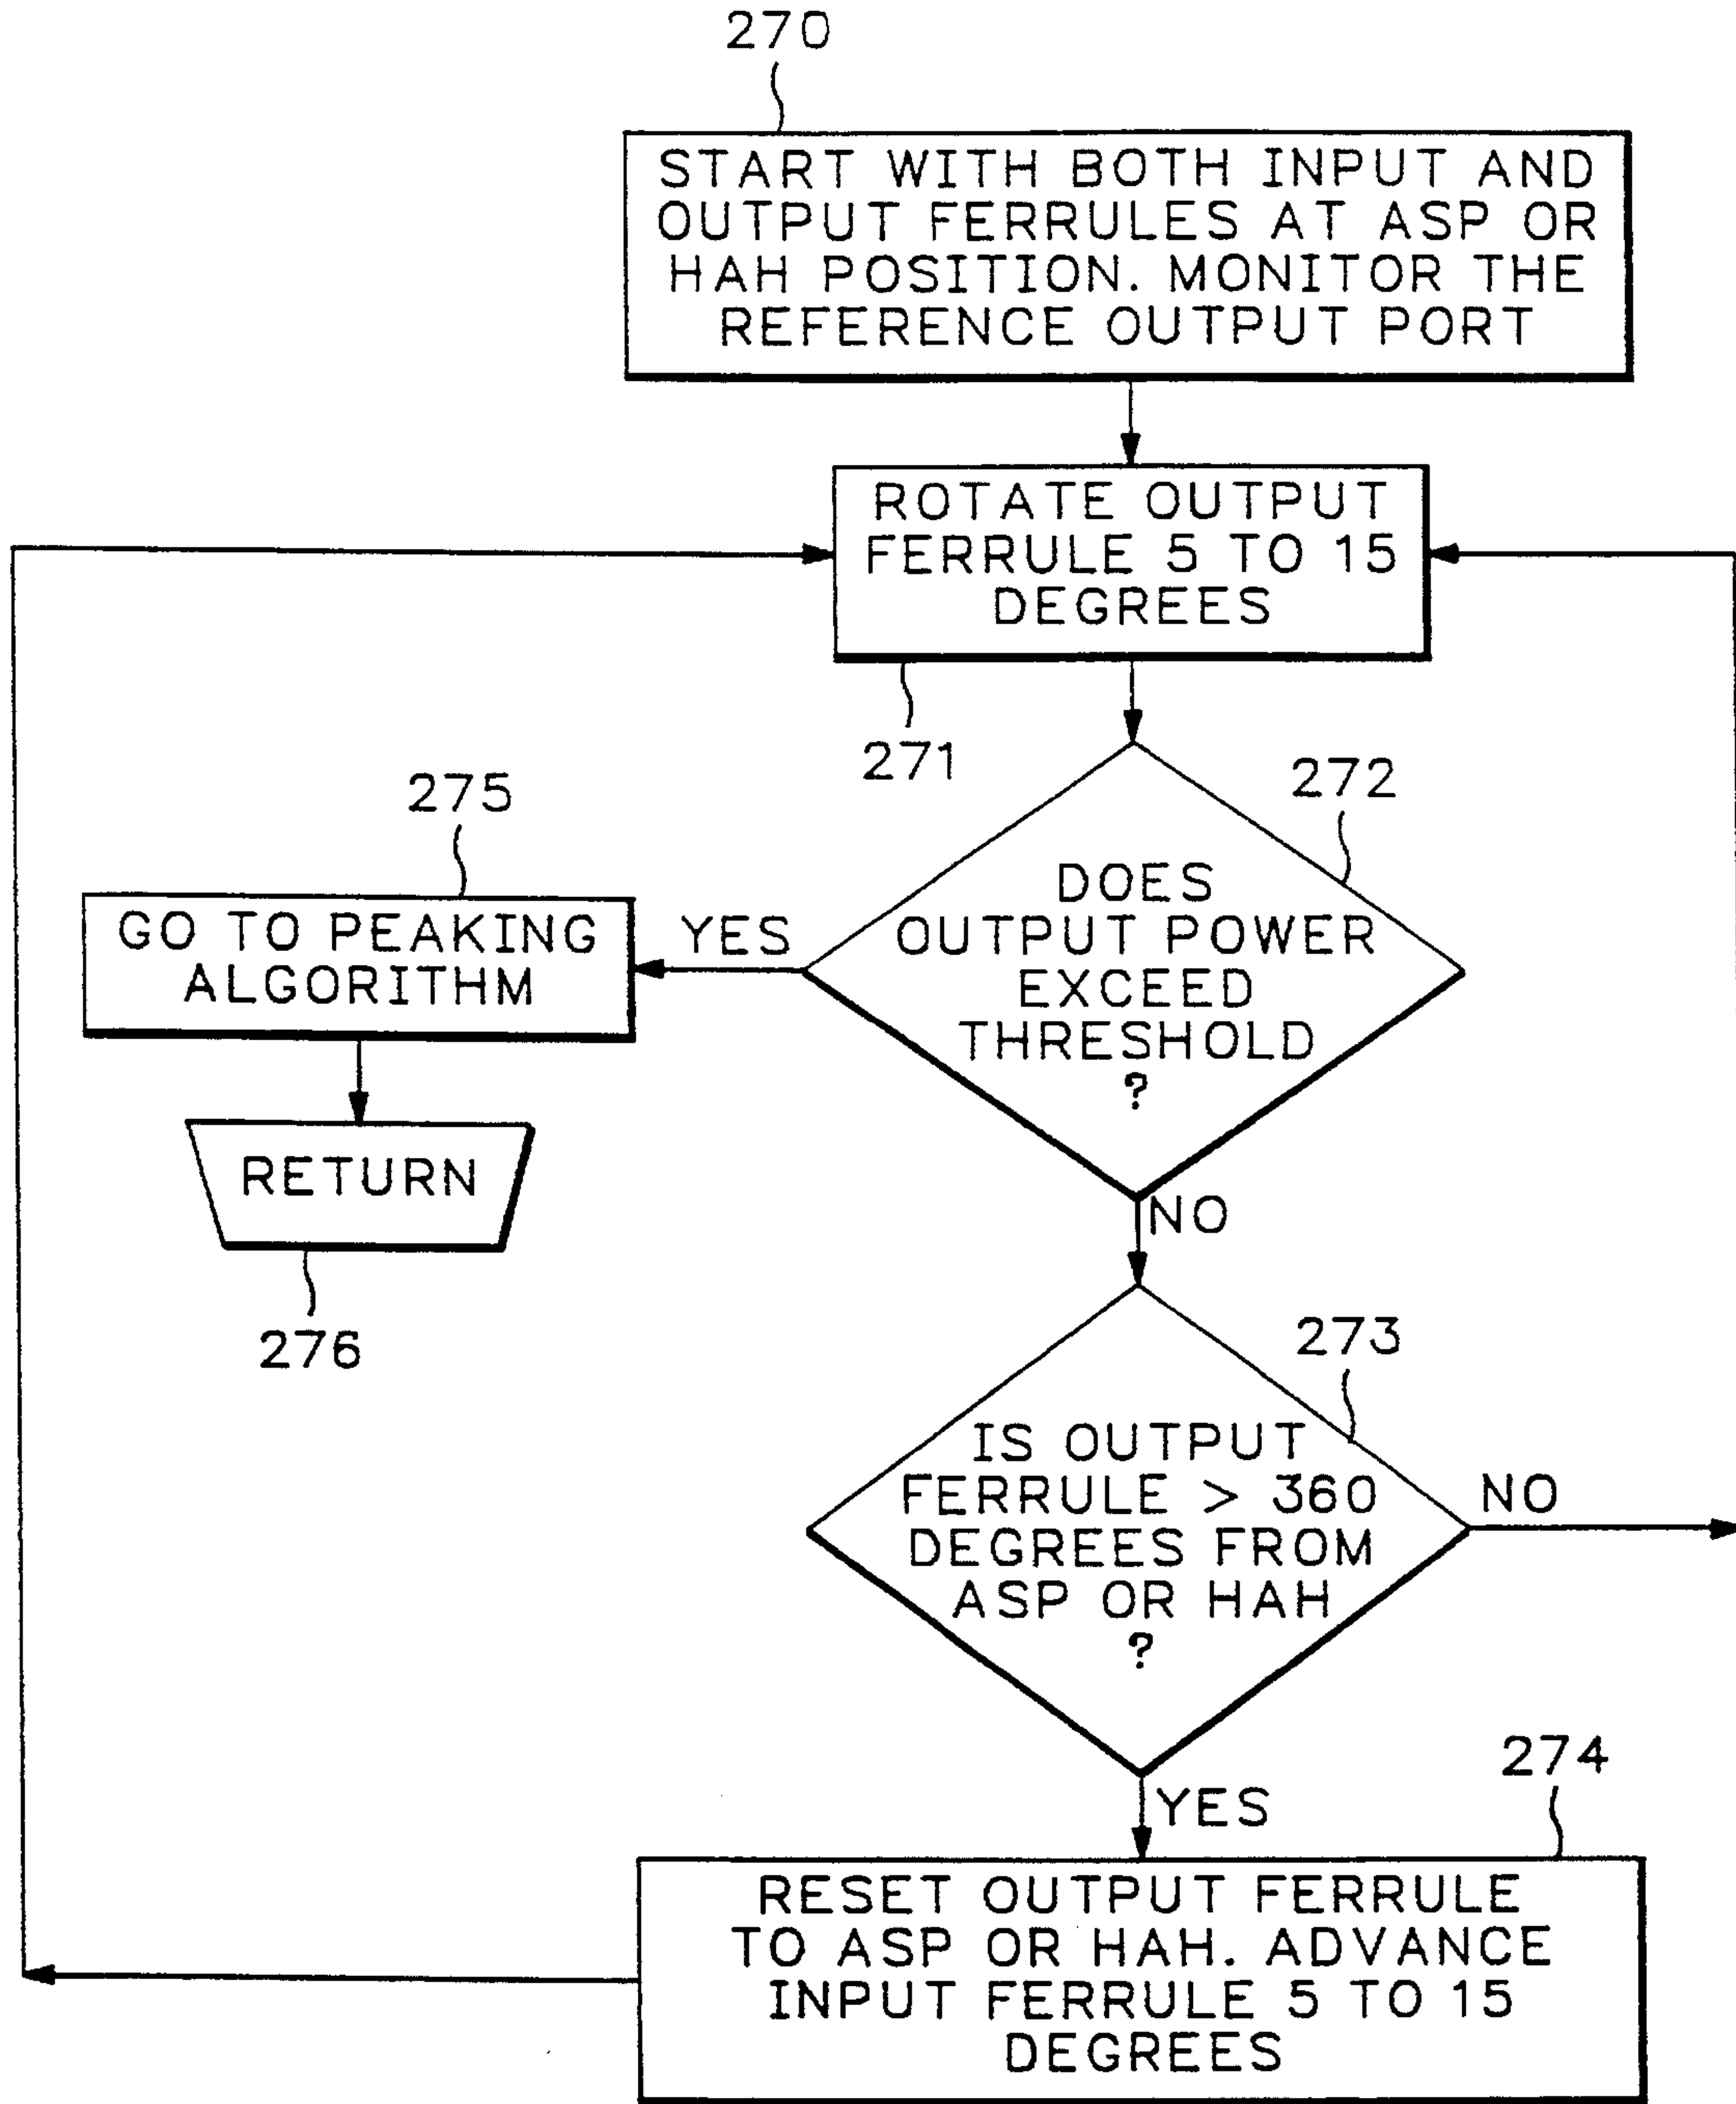 270
START WITH BOTH INPUT AND
OUTPUT FERRULES AT ASP OR
HAH POSITION. MONITOR THE
REFERENCE OUTPUT PORT
ROTATE OUTPUT
FERRULE 5 TO 15
DEGREES
271
272
DOES
OUTPUT POWER
EXCEED
THRESHOLD
?
YES
275
GO TO PEAKING
ALGORITHM
RETURN
276
NO
273
IS OUTPUT
FERRULE > 360
DEGREES FROM
ASP OR HAH
?
NO
YES
274
RESET OUTPUT FERRULE
TO ASP OR HAH. ADVANCE
INPUT FERRULE 5 TO 15
DEGREES